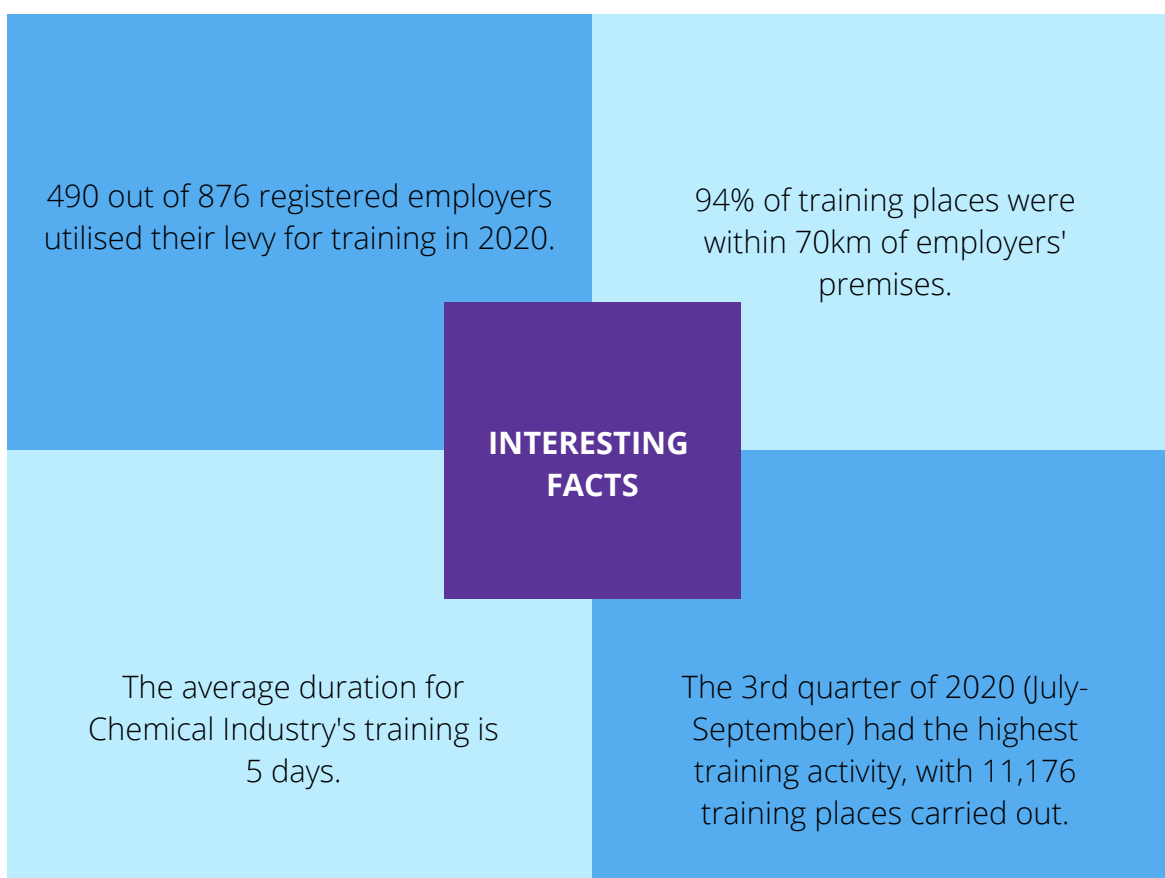 490 out of 876 registered employers
utilised their levy for training in 2020.
94% of training places were
within 70km of employers'
premises.
INTERESTING
FACTS
The average duration for
Chemical Industry's training is
5 days.
The 3rd quarter of 2020 (July-
September) had the highest
training activity, with 11,176
training places carried out.